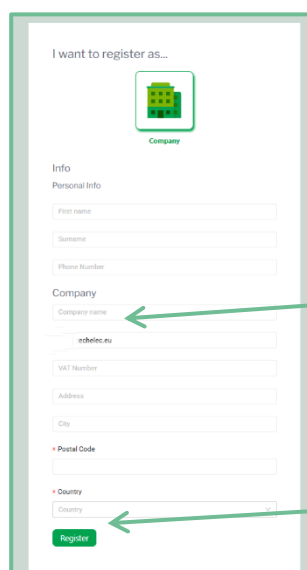 I want to register as...
Company
Info
Personal Info
First name
Surname
Phone Number
Company
Company name
echelec.eu
VAT Number
Address
City
* Postal Code
* Country
Country
Register